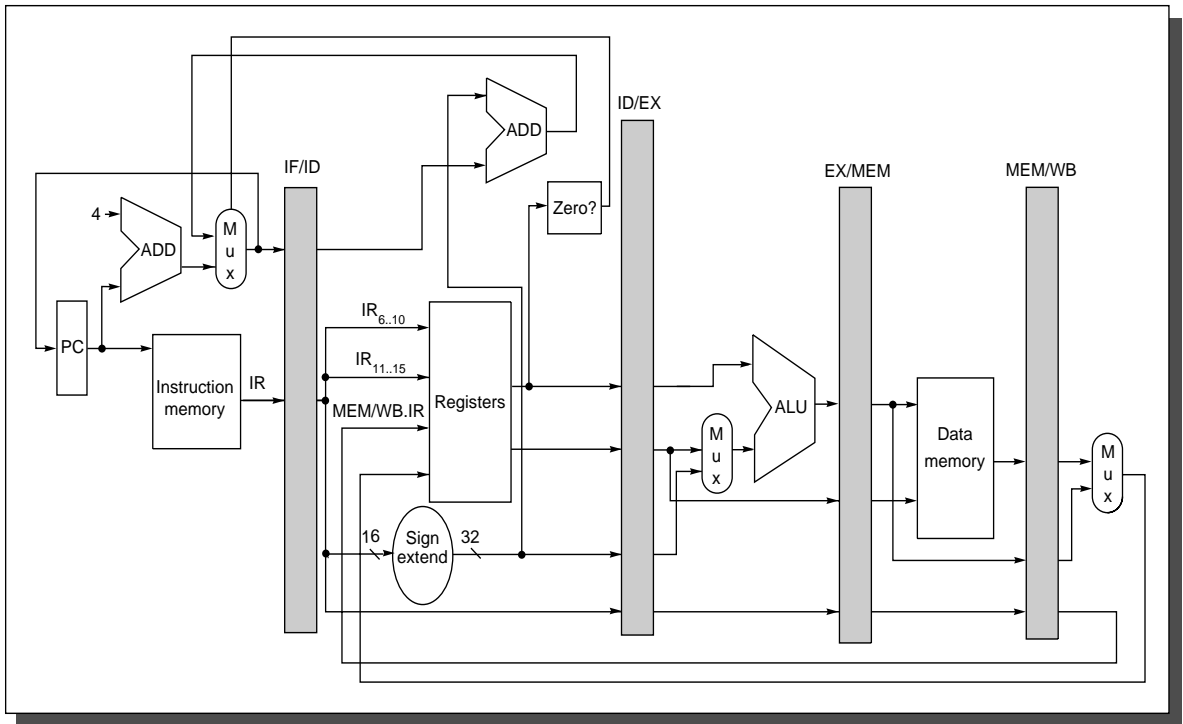 ID/EX
ADD
IF/ID
EX/MEM
MEM/WB
Zero?
4
ADD
M
u
x
IR6..10
PC
IR11..15
Instruction
memory
IR
Registers
MEM/WB.IR
M
u
x
ALU
Data
memory
M
u
x
16
Sign
extend
32